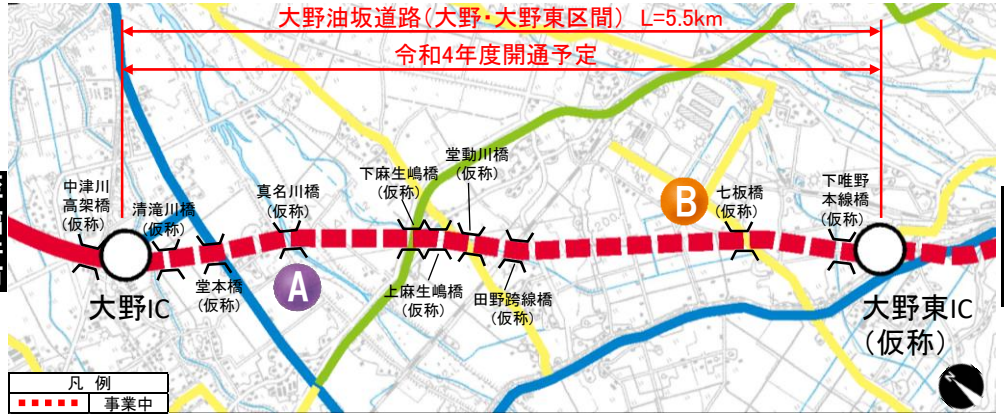 大野油坂道路（大野・大野東区間） L=5.5km
令和4年度開通予定
中津川
高架橋
（仮称）
清滝川橋
（仮称）
堂本橋
（仮称）
真名川橋
（仮称）
下麻生嶋橋
（仮称）
堂動川橋
（仮称）
上麻生嶋橋
（仮称）
田野跨線橋
（仮称）
七板橋
（仮称）
下唯野
本線橋
（仮称）
A
B
大野IC
大野東IC
（仮称）
凡 例
事業中